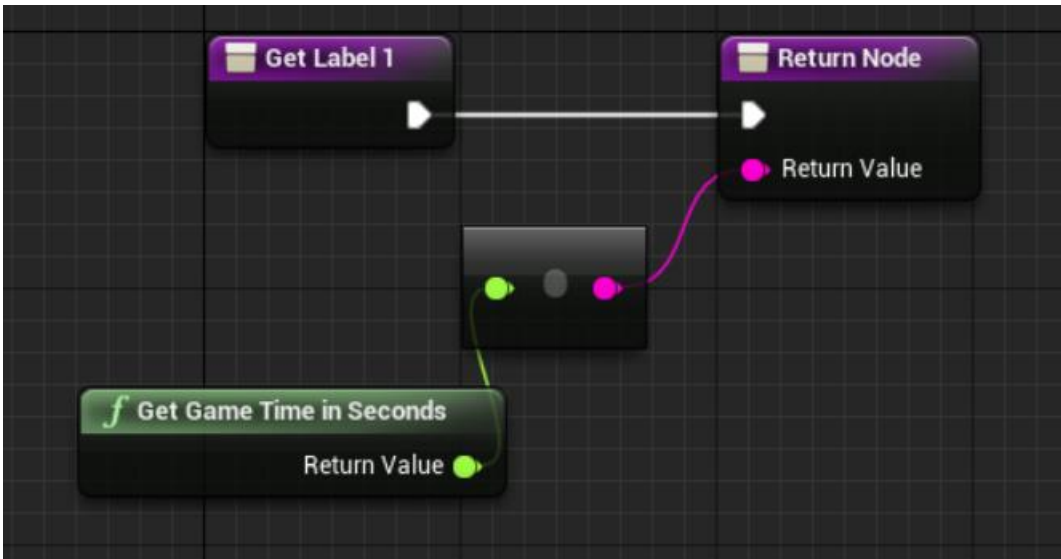 Get Label 1
Return Node
Return Value
f Get Game Time in Seconds
Return Value